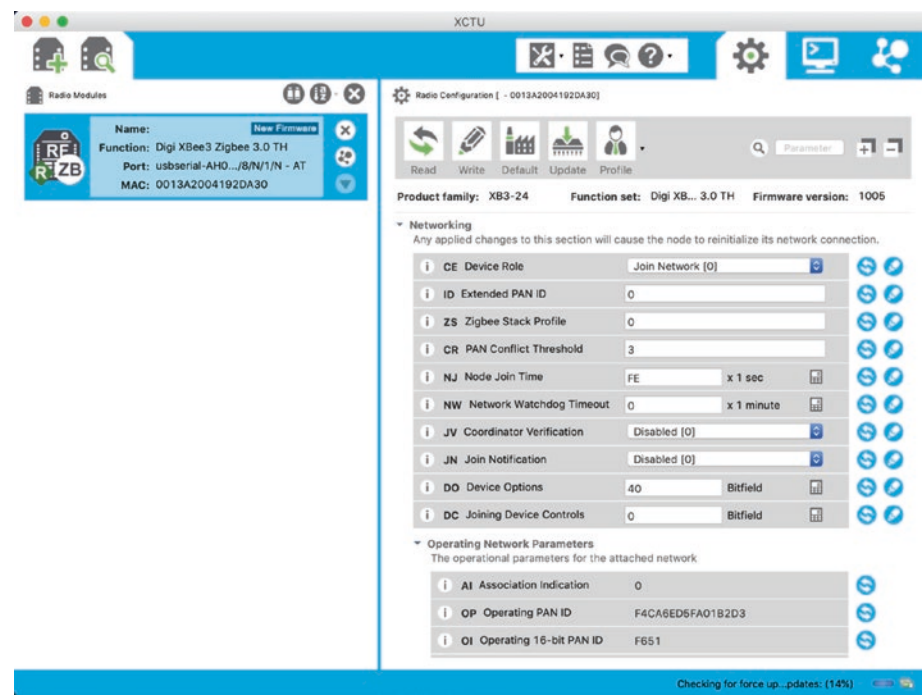 XCTU
Radio Modules
Name:
New Firmware
Function: Digi XBee3 Zigbee 3.0 TH
Port: usbserial-AH0.../8/N/1/N - AT
MAC: 0013A2004192DA30
RF
R
ZB
Radio Configuration [ - 0013A2004192DA30]
Read Write Default Update Profile
Parameter
Product family: XB3-24 Function set: Digi XB... 3.0 TH Firmware version: 1005
Networking
Any applied changes to this section will cause the node to reinitialize its network connection.
i CE Device Role Join Network [0]
i ID Extended PAN ID 0
i ZS Zigbee Stack Profile 0
i CR PAN Conflict Threshold 3
i NJ Node Join Time FE x 1 sec
i NW Network Watchdog Timeout 0 x 1 minute
i JV Coordinator Verification Disabled [0]
i JN Join Notification Disabled [0]
i DO Device Options 40 Bitfield
i DC Joining Device Controls 0 Bitfield
Operating Network Parameters
The operational parameters for the attached network
i AI Association Indication 0
i OP Operating PAN ID F4CA6ED5FA01B2D3
i OI Operating 16-bit PAN ID F651
Checking for force up...pdates: (14%)